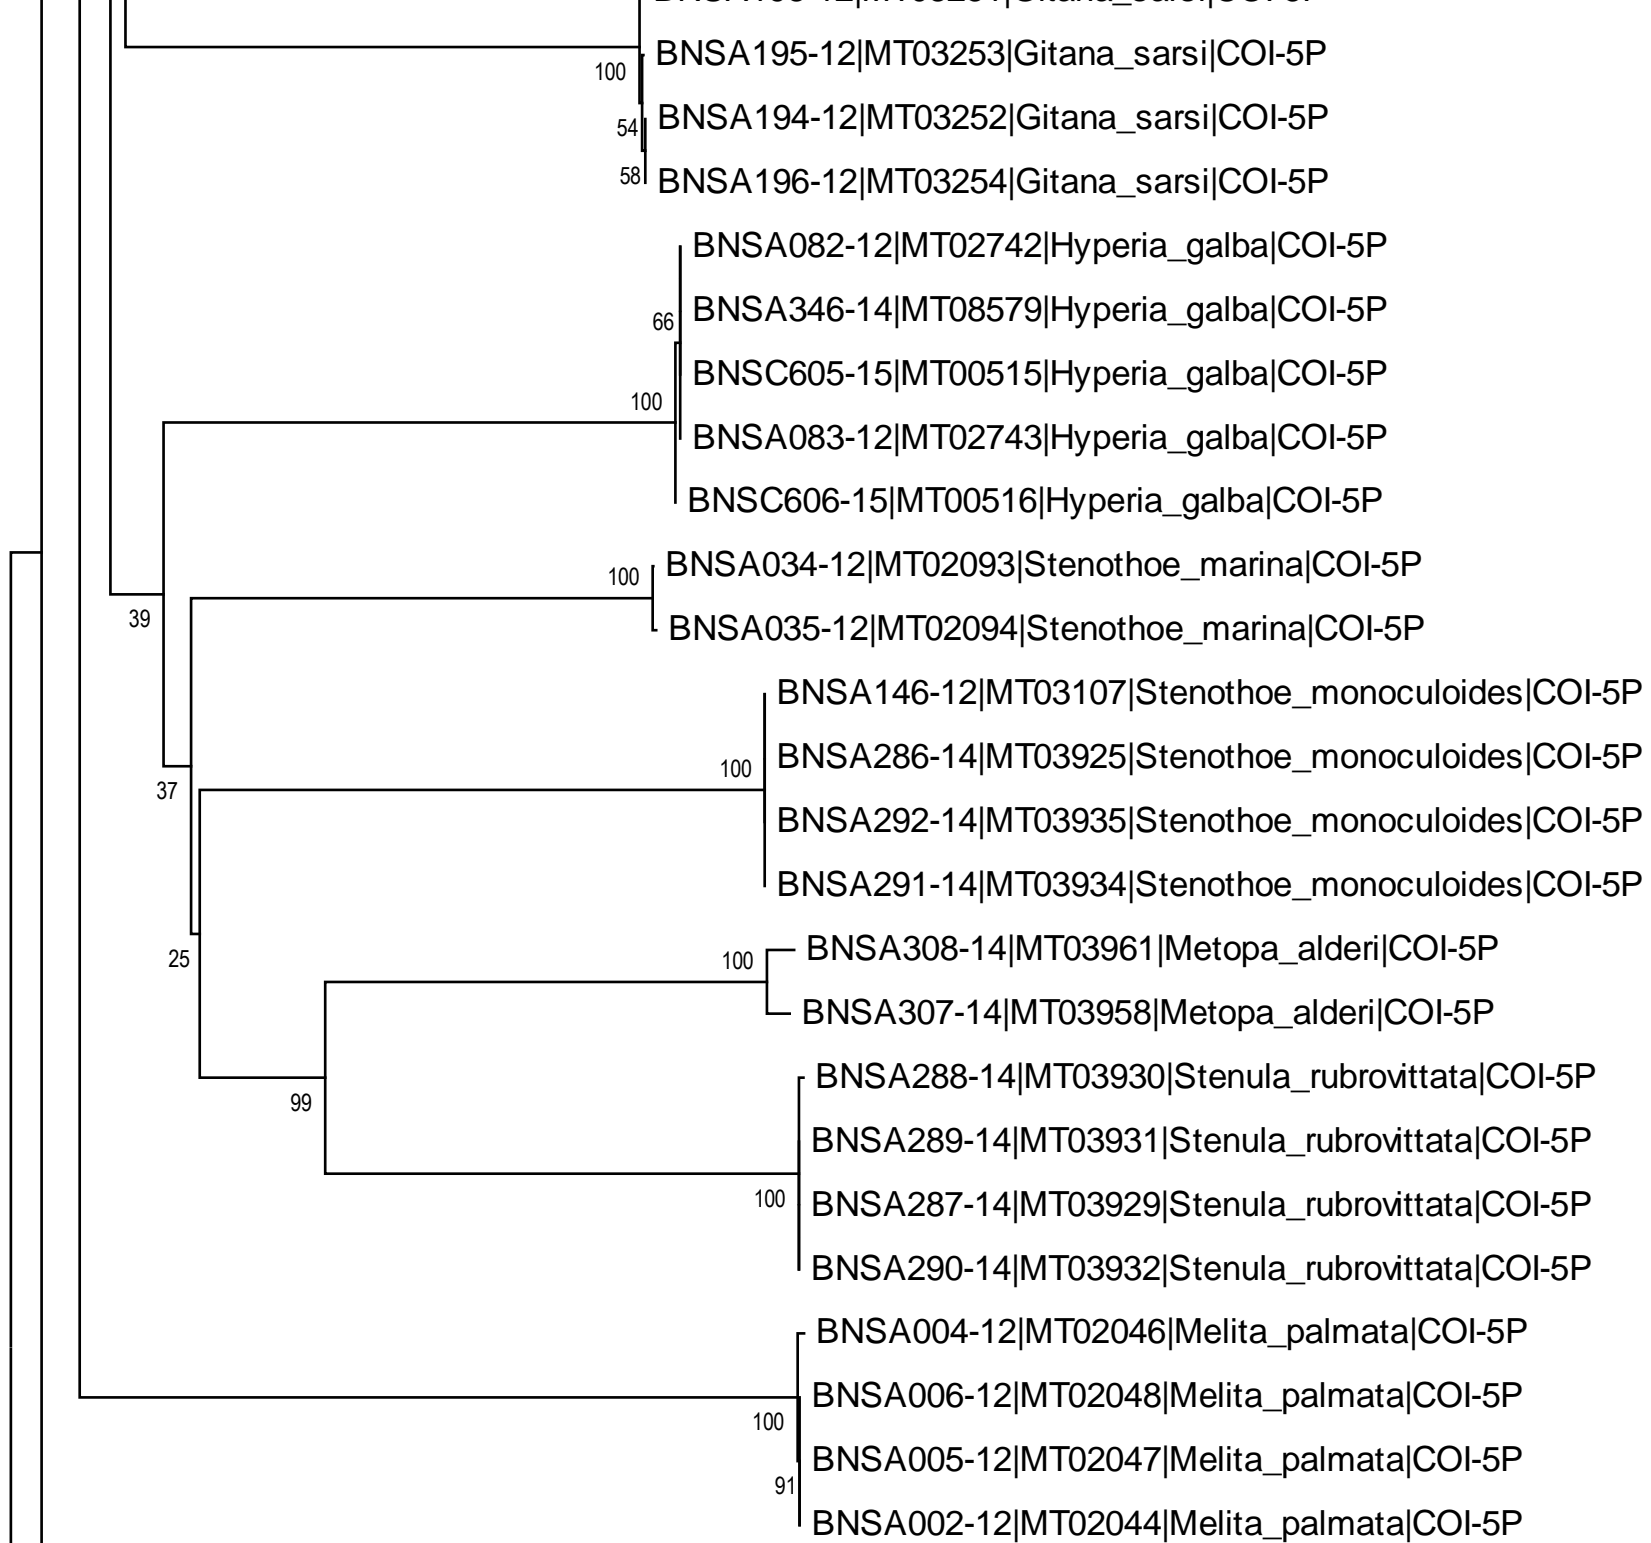 BNSA195-12|MT03253|Gitana_sarsi|COI-5P
100
BNSA194-12|MT03252|Gitana_sarsi|COI-5P
54
BNSA196-12|MT03254|Gitana_sarsi|COI-5P
58
BNSA082-12|MT02742|Hyperia_galba|COI-5P
BNSA346-14|MT08579|Hyperia_galba|COI-5P
66
BNSC605-15|MT00515|Hyperia_galba|COI-5P
100
BNSA083-12|MT02743|Hyperia_galba|COI-5P
BNSC606-15|MT00516|Hyperia_galba|COI-5P
BNSA034-12|MT02093|Stenothoe_marina|COI-5P
100
39
BNSA035-12|MT02094|Stenothoe_marina|COI-5P
BNSA146-12|MT03107|Stenothoe_monoculoides|COI-5P
BNSA286-14|MT03925|Stenothoe_monoculoides|COI-5P
100
37
BNSA292-14|MT03935|Stenothoe_monoculoides|COI-5P
BNSA291-14|MT03934|Stenothoe_monoculoides|COI-5P
BNSA308-14|MT03961|Metopa_alderi|COI-5P
25
100
BNSA307-14|MT03958|Metopa_alderi|COI-5P
BNSA288-14|MT03930|Stenula_rubrovittata|COI-5P
99
BNSA289-14|MT03931|Stenula_rubrovittata|COI-5P
BNSA287-14|MT03929|Stenula_rubrovittata|COI-5P
100
BNSA290-14|MT03932|Stenula_rubrovittata|COI-5P
BNSA004-12|MT02046|Melita_palmata|COI-5P
BNSA006-12|MT02048|Melita_palmata|COI-5P
100
BNSA005-12|MT02047|Melita_palmata|COI-5P
91
BNSA002-12|MT02044|Melita_palmata|COI-5P